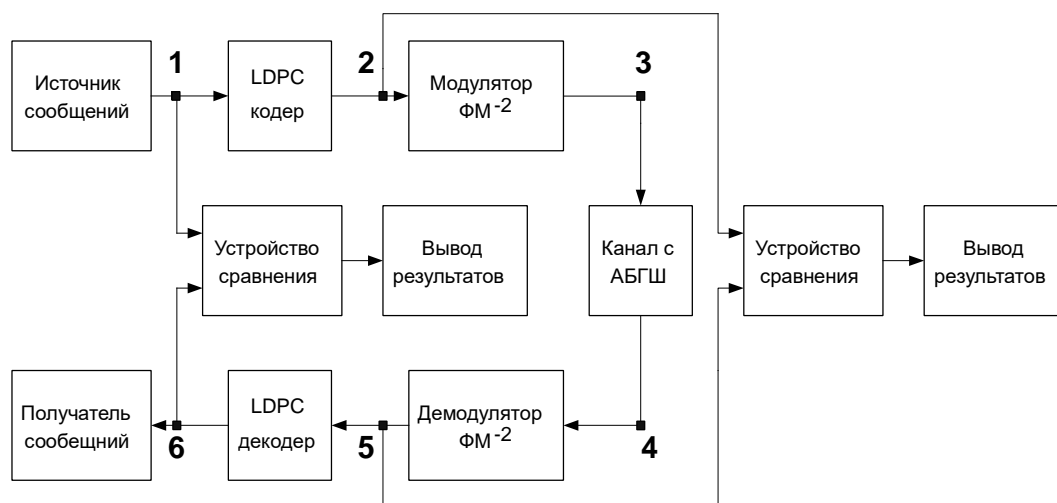 1
2
3
Источник
сообщений
LDPC
кодер
Модулятор
ФМ-2
Устройство
сравнения
Вывод
результатов
Канал с
АБГШ
Устройство
сравнения
Вывод
результатов
Получатель
сообещний
6
LDPC
декодер
5
Демодулятор
ФМ-2
4